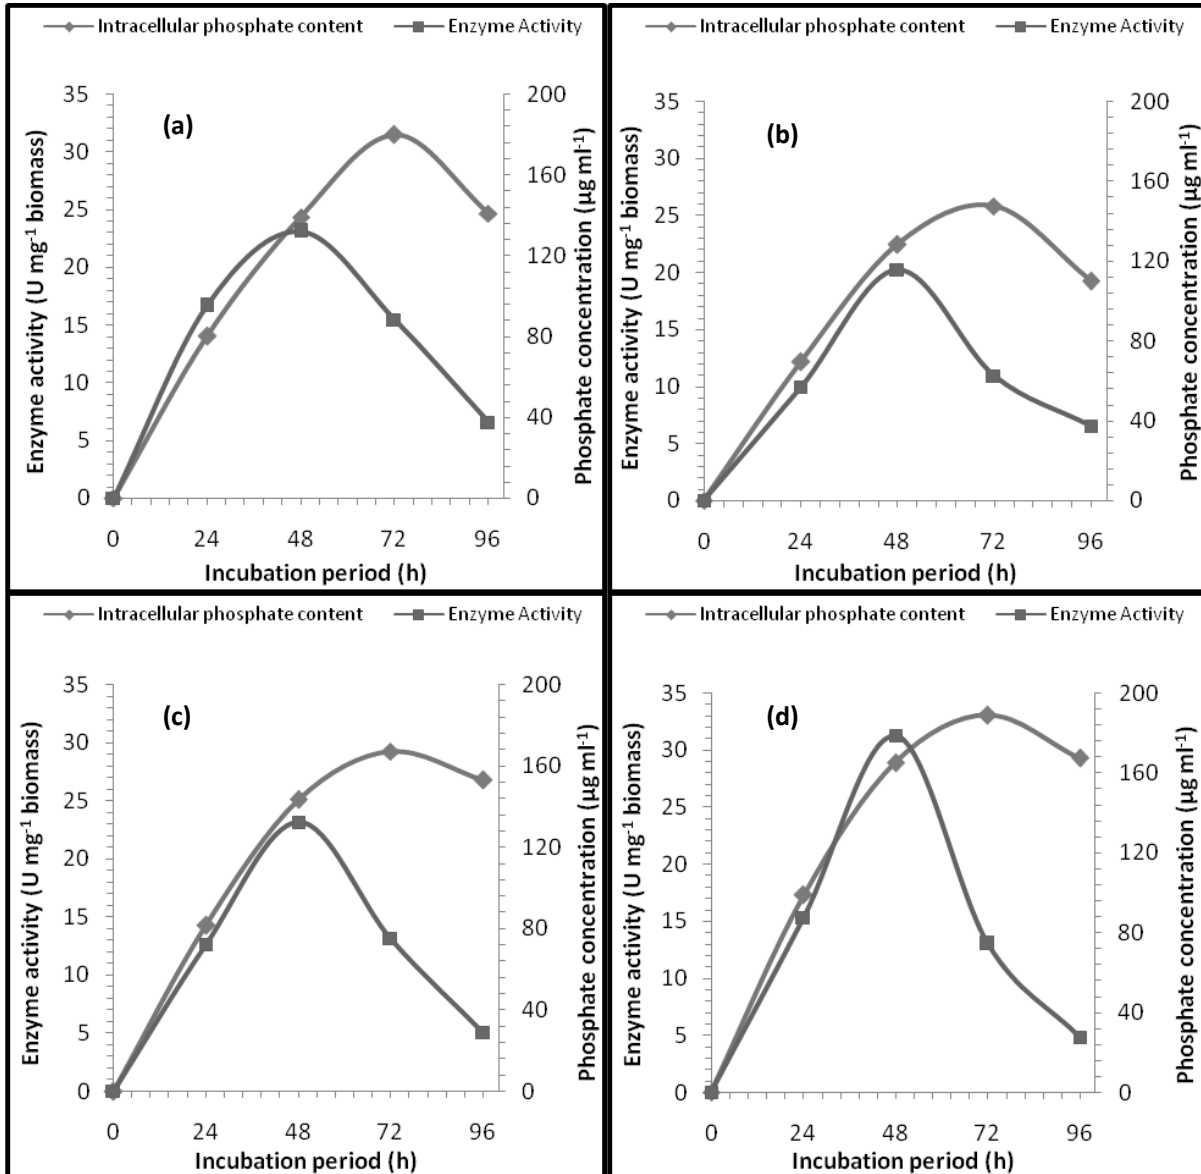 Intracellular phosphate content Enzyme Activity
(a)
Enzyme activity (U mg-1 biomass)
35
30
25
20
15
10
5
0
200
160
120
80
40
0
Phosphate concentration (µg ml-1)
0 24 48 72 96
Incubation period (h)
Intracellular phosphate content Enzyme Activity
(b)
Enzyme activity (U mg-1 biomass)
35
30
25
20
15
10
5
0
200
160
120
80
40
0
Phosphate concentration (µg ml-1)
0 24 48 72 96
Incubation period (h)
Intracellular phosphate content Enzyme Activity
(c)
Enzyme activity (U mg-1 biomass)
35
30
25
20
15
10
5
0
200
160
120
80
40
0
Phosphate concentration (µg ml-1)
0 24 48 72 96
Incubation period (h)
Intracellular phosphate content Enzyme Activity
(d)
Enzyme activity (U mg-1 biomass)
35
30
25
20
15
10
5
0
200
160
120
80
40
0
Phosphate concentration (µg ml-1)
0 24 48 72 96
Incubation period (h)